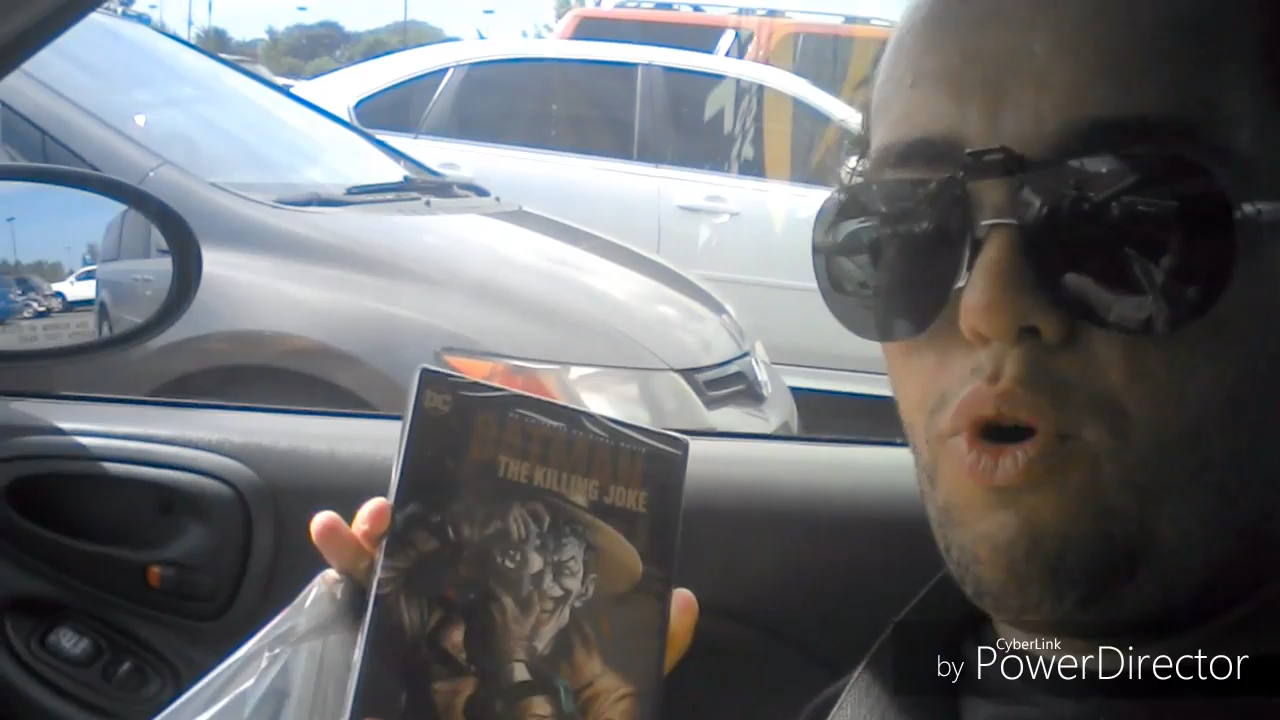 DC
BATMAN
THE KILLING JOKE
CyberLink
by PowerDirector